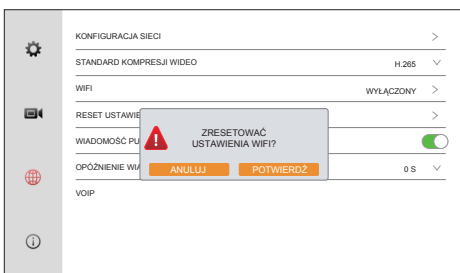 KONFIGURACJA SIECI
STANDARD KOMPRESJI WIDEO H.265
WIFI WYŁĄCZONY
RESET USTAWIE
WIADOMOŚĆ PU
ZRESETOWAĆ
USTAWIENIA WIFI?
ANULUJ POTWIERDŹ
OPÓŹNIENIE WIA 0 S
VOIP